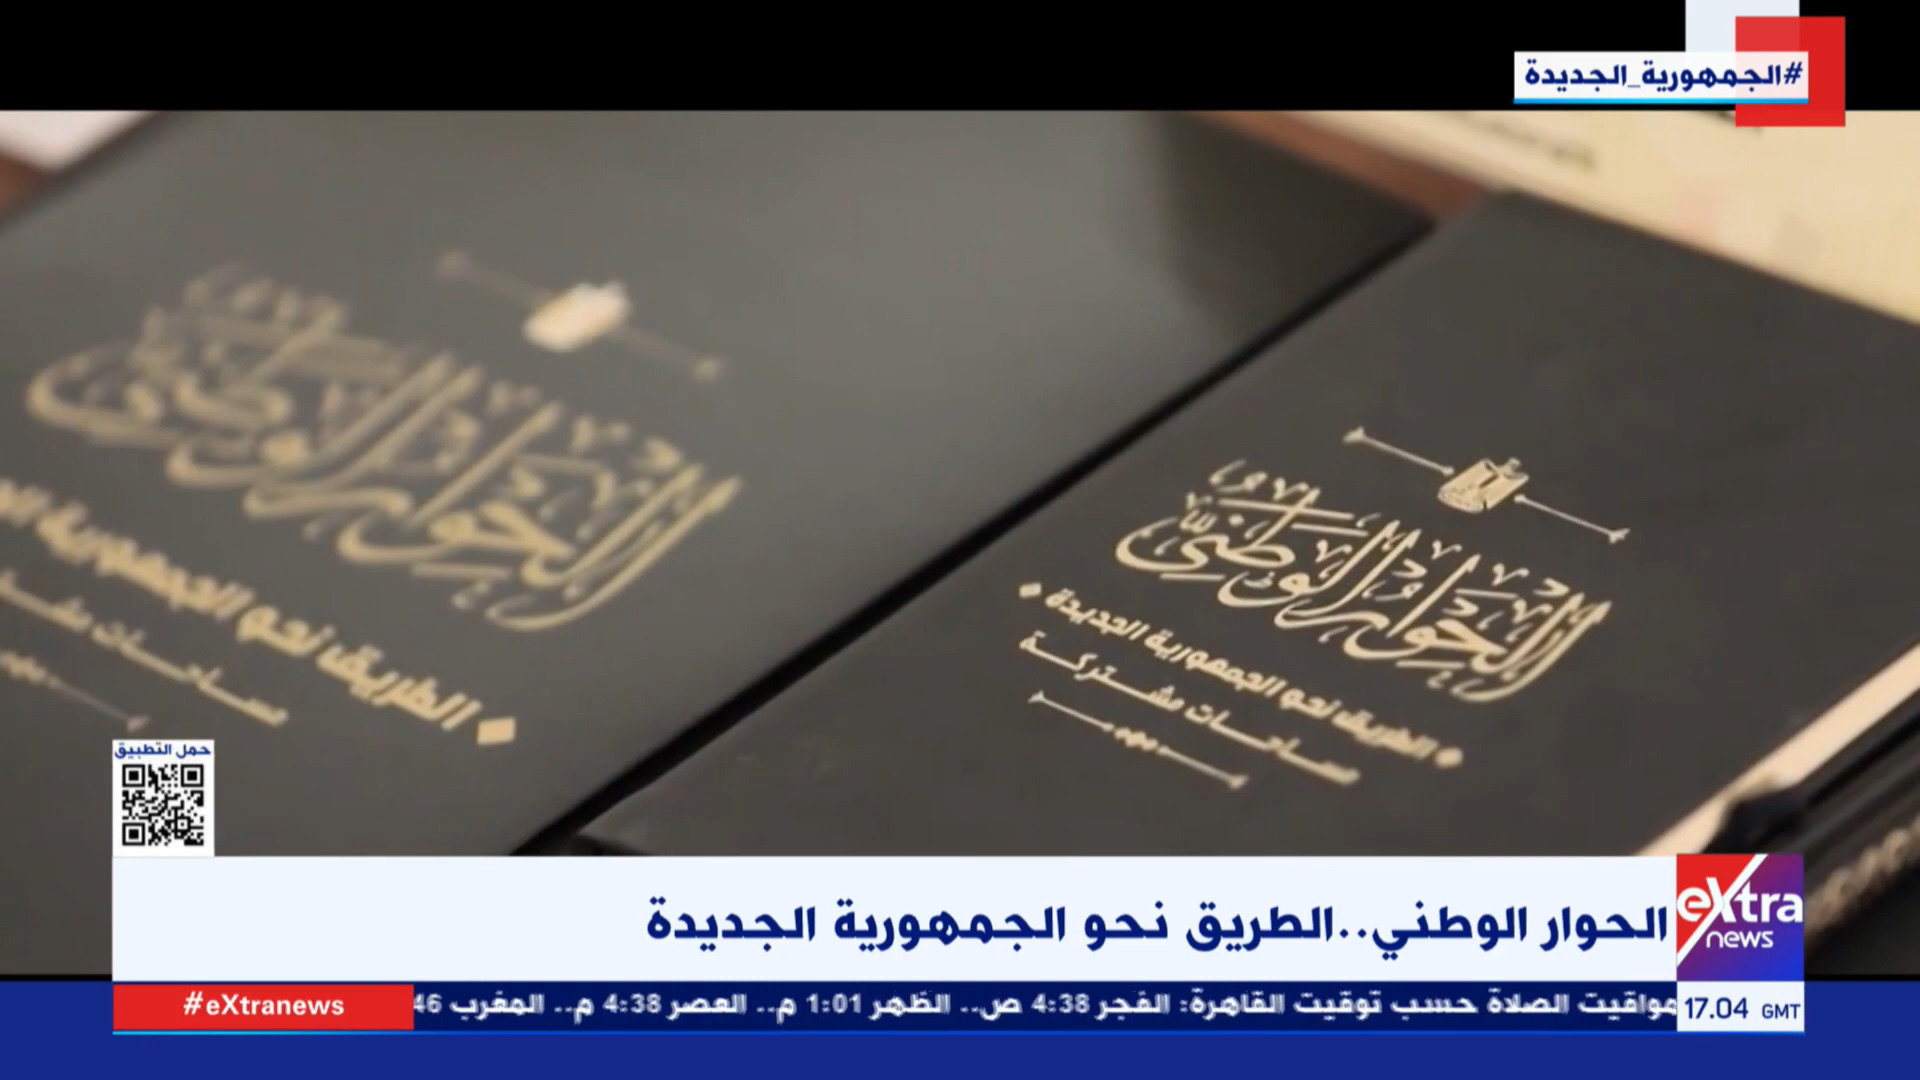 #الجمهورية_الجديدة
الحوار الوطني
الطريق نحو الجمهورية
مساحات
الحوار الوطني
الطريق نحو الجمهورية الجديدة
مساحات مشتركة
حمل التطبيق
الحوار الوطني..الطريق نحو الجمهورية الجديدة
eXtra
news
#eXtranews
مواقيت الصلاة حسب توقيت القاهرة: الفجر 4:38 ص.. الظهر 1:01 م.. العصر 4:38 م.. المغرب 46
17.04 GMT